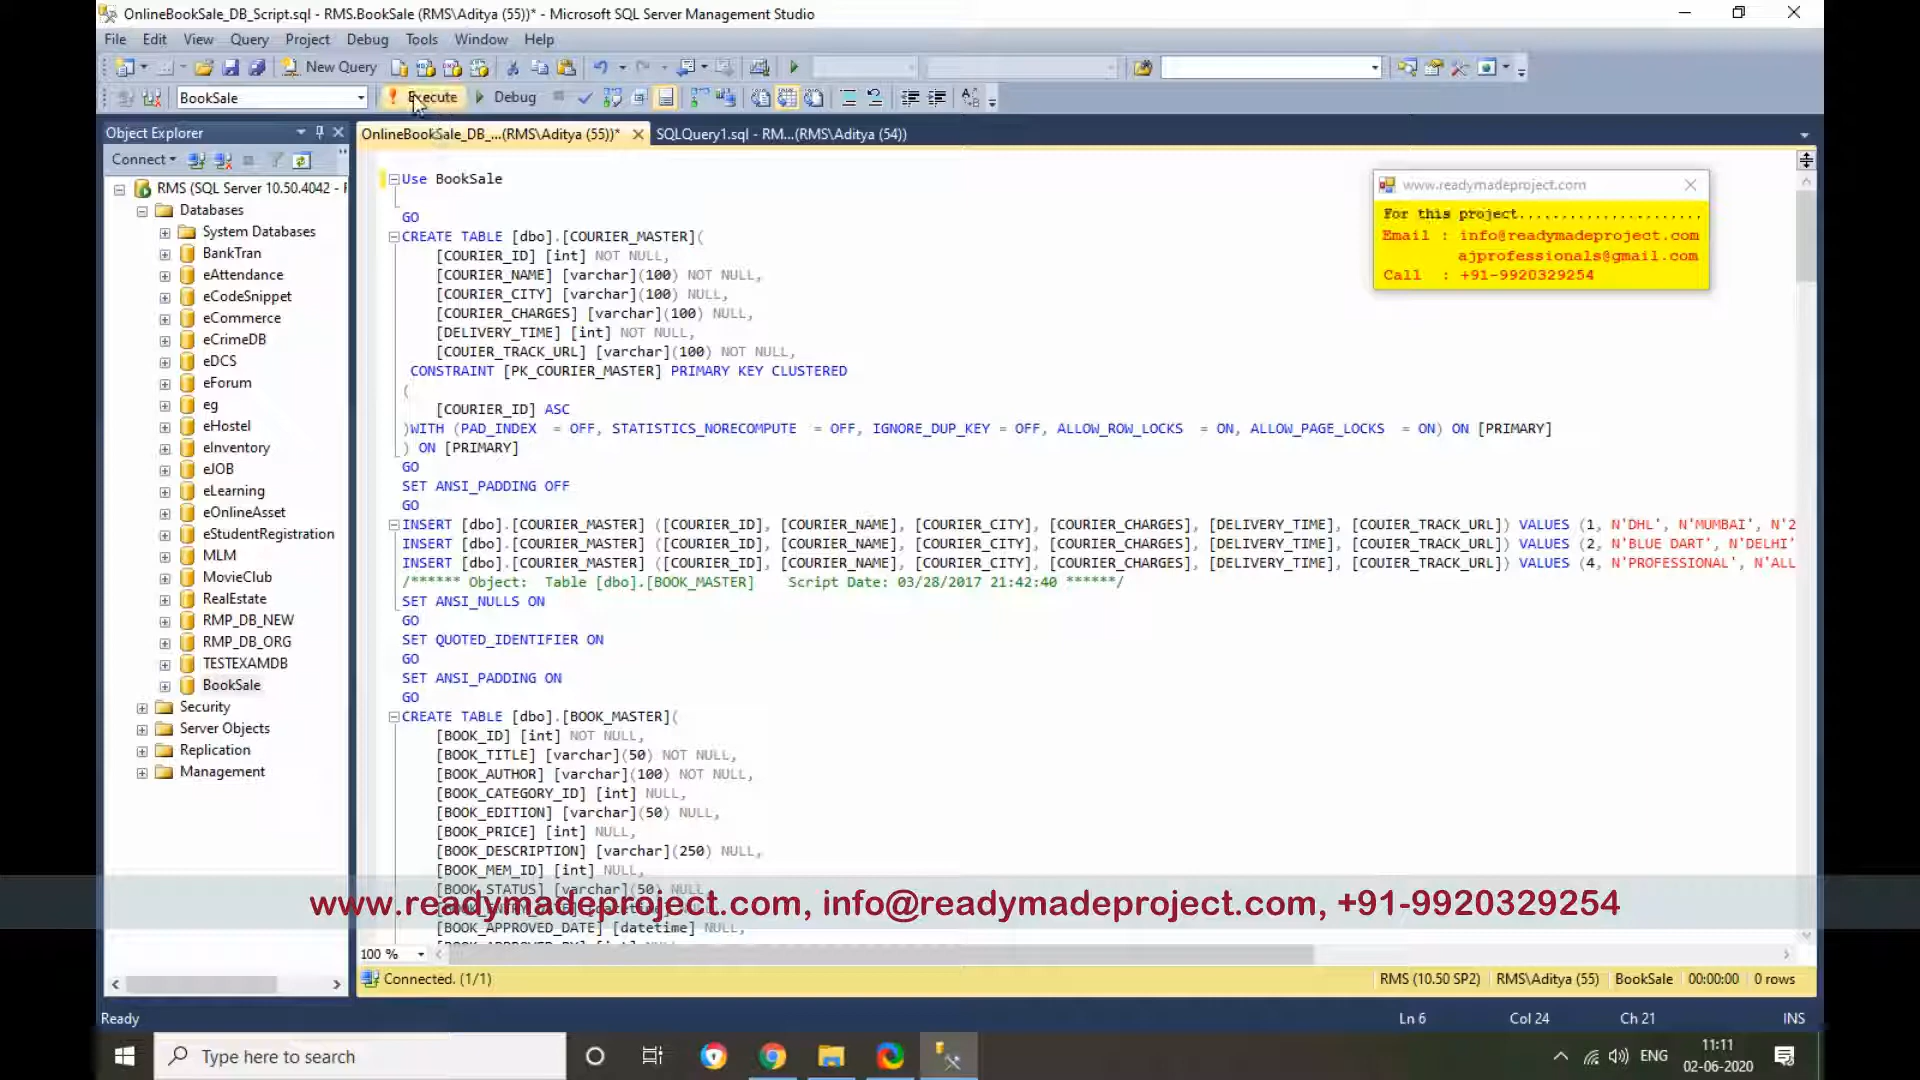 OnlineBookSale_DB_Script.sql - RMS.BookSale (RMS\Aditya (55))* - Microsoft SQL Server Management Studio
File Edit View Query Project Debug Tools Window Help
New Query
BookSale Execute Debug
Object Explorer
OnlineBookSale_DB_...(RMS\Aditya (55))* SQLQuery1.sql - RM...(RMS\Aditya (54))
Connect
RMS (SQL Server 10.50.4042 - R
Databases
System Databases
BankTran
eAttendance
eCodeSnippet
eCommerce
eCrimeDB
eDCS
eForum
eg
eHostel
eInventory
eJOB
eLearning
eOnlineAsset
eStudentRegistration
MLM
MovieClub
RealEstate
RMP_DB_NEW
RMP_DB_ORG
TESTEXAMDB
BookSale
Security
Server Objects
Replication
Management
Use BookSale
GO
CREATE TABLE [dbo].[COURIER_MASTER](
[COURIER_ID] [int] NOT NULL,
[COURIER_NAME] [varchar](100) NOT NULL,
[COURIER_CITY] [varchar](100) NULL,
[COURIER_CHARGES] [varchar](100) NULL,
[DELIVERY_TIME] [int] NOT NULL,
[COUIER_TRACK_URL] [varchar](100) NOT NULL,
CONSTRAINT [PK_COURIER_MASTER] PRIMARY KEY CLUSTERED
(
[COURIER_ID] ASC
)WITH (PAD_INDEX = OFF, STATISTICS_NORECOMPUTE = OFF, IGNORE_DUP_KEY = OFF, ALLOW_ROW_LOCKS = ON, ALLOW_PAGE_LOCKS = ON) ON [PRIMARY]
) ON [PRIMARY]
GO
SET ANSI_PADDING OFF
GO
INSERT [dbo].[COURIER_MASTER] ([COURIER_ID], [COURIER_NAME], [COURIER_CITY], [COURIER_CHARGES], [DELIVERY_TIME], [COUIER_TRACK_URL]) VALUES (1, N'DHL', N'MUMBAI', N'2
INSERT [dbo].[COURIER_MASTER] ([COURIER_ID], [COURIER_NAME], [COURIER_CITY], [COURIER_CHARGES], [DELIVERY_TIME], [COUIER_TRACK_URL]) VALUES (2, N'BLUE DART', N'DELHI'
INSERT [dbo].[COURIER_MASTER] ([COURIER_ID], [COURIER_NAME], [COURIER_CITY], [COURIER_CHARGES], [DELIVERY_TIME], [COUIER_TRACK_URL]) VALUES (4, N'PROFESSIONAL', N'ALL
/****** Object: Table [dbo].[BOOK_MASTER] Script Date: 03/28/2017 21:42:40 ******/
SET ANSI_NULLS ON
GO
SET QUOTED_IDENTIFIER ON
GO
SET ANSI_PADDING ON
GO
CREATE TABLE [dbo].[BOOK_MASTER](
[BOOK_ID] [int] NOT NULL,
[BOOK_TITLE] [varchar](50) NOT NULL,
[BOOK_AUTHOR] [varchar](100) NOT NULL,
[BOOK_CATEGORY_ID] [int] NULL,
[BOOK_EDITION] [varchar](50) NULL,
[BOOK_PRICE] [int] NULL,
[BOOK_DESCRIPTION] [varchar](250) NULL,
[BOOK_MEM_ID] [int] NULL,
[BOOK_STATUS] [varchar](50) NULL,
[BOOK_APPROVED_DATE] [datetime] NULL,
www.readymadeproject.com
For this project......................
Email : info@readymadeproject.com
ajprofessionals@gmail.com
Call : +91-9920329254
www.readymadeproject.com, info@readymadeproject.com, +91-9920329254
100 %
Connected. (1/1) RMS (10.50 SP2) RMS\Aditya (55) BookSale 00:00:00 0 rows
Ready Ln 6 Col 24 Ch 21 INS
Type here to search
ENG
11:11
02-06-2020